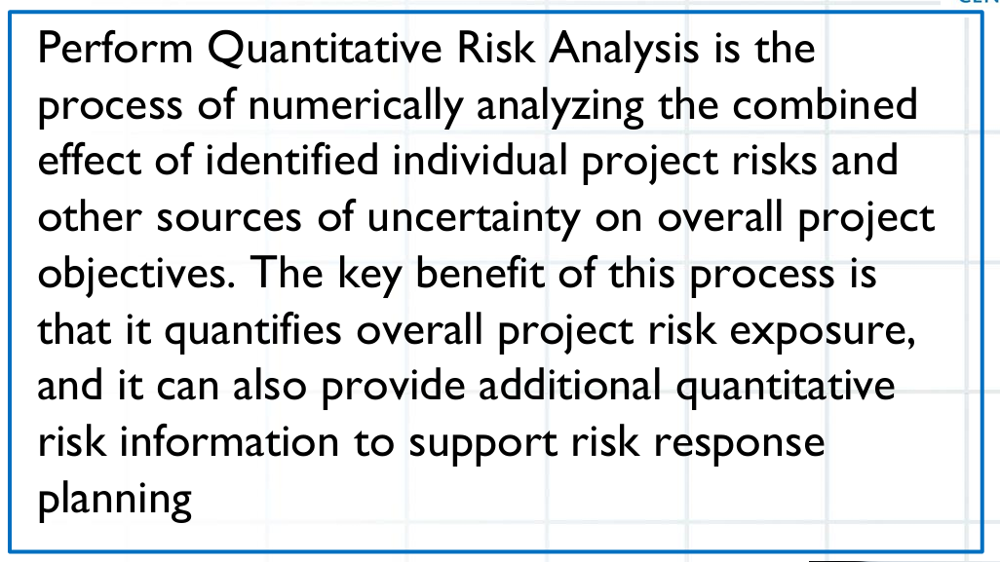 Perform Quantitative Risk Analysis is the
process of numerically analyzing the combined
effect of identified individual project risks and
other sources of uncertainty on overall project
objectives. The key benefit of this process is
that it quantifies overall project risk exposure,
and it can also provide additional quantitative
risk information to support risk response
planning